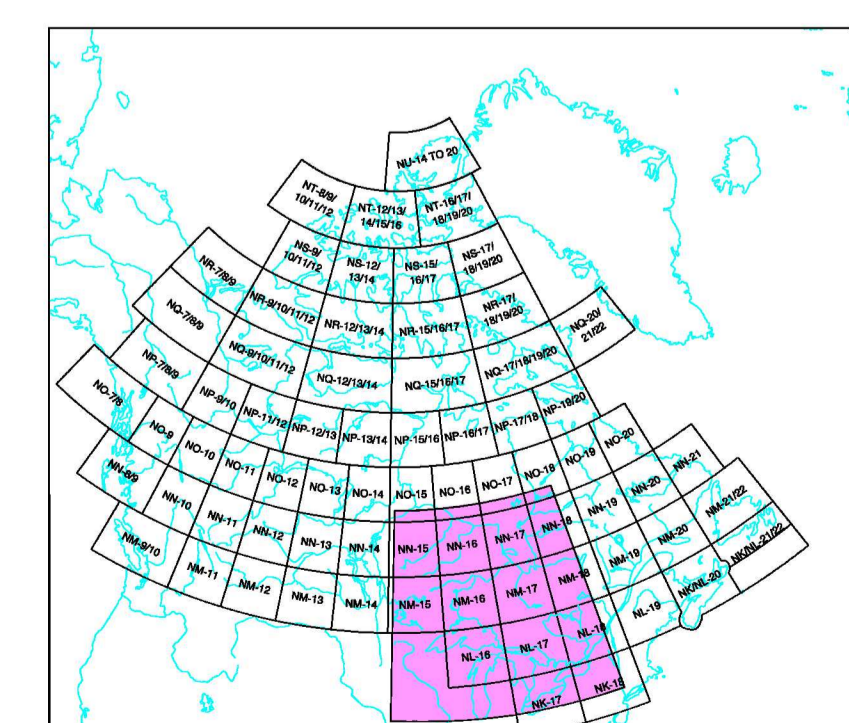 NU-14 TO 20
NT-8/9/
10/11/12
NT-12/13/
14/15/16
NT-16/17/
18/19/20
NS-9/
10/11/12
NS-12/
13/14
NS-15/
16/17
NS-17/
18/19/20
NR-7/8/9
NR-9/10/11/12
NR-12/13/14
NR-15/16/17
NR-17/
18/19/20
NQ-7/8/9
NQ-9/10/11/12
NQ-12/13/14
NQ-15/16/17
NQ-17/18/19/20
NQ-20/
21/22
NP-7/8/9
NP-9/10
NP-11/12
NP-12/13
NP-13/14
NP-15/16
NP-16/17
NP-17/18
NP-19/20
NO-7/8
NO-9
NO-10
NO-11
NO-12
NO-13
NO-14
NO-15
NO-16
NO-17
NO-18
NO-19
NO-20
NN-8/9
NN-10
NN-11
NN-12
NN-13
NN-14
NN-15
NN-16
NN-17
NN-18
NN-19
NN-20
NN-21
NM-9/10
NM-11
NM-12
NM-13
NM-14
NM-15
NM-16
NM-17
NM-18
NM-19
NM-20
NM-21/22
NL-16
NL-17
NL-18
NL-19
NK/NL-20
NK/NL-21/22
NK-17
NK-18